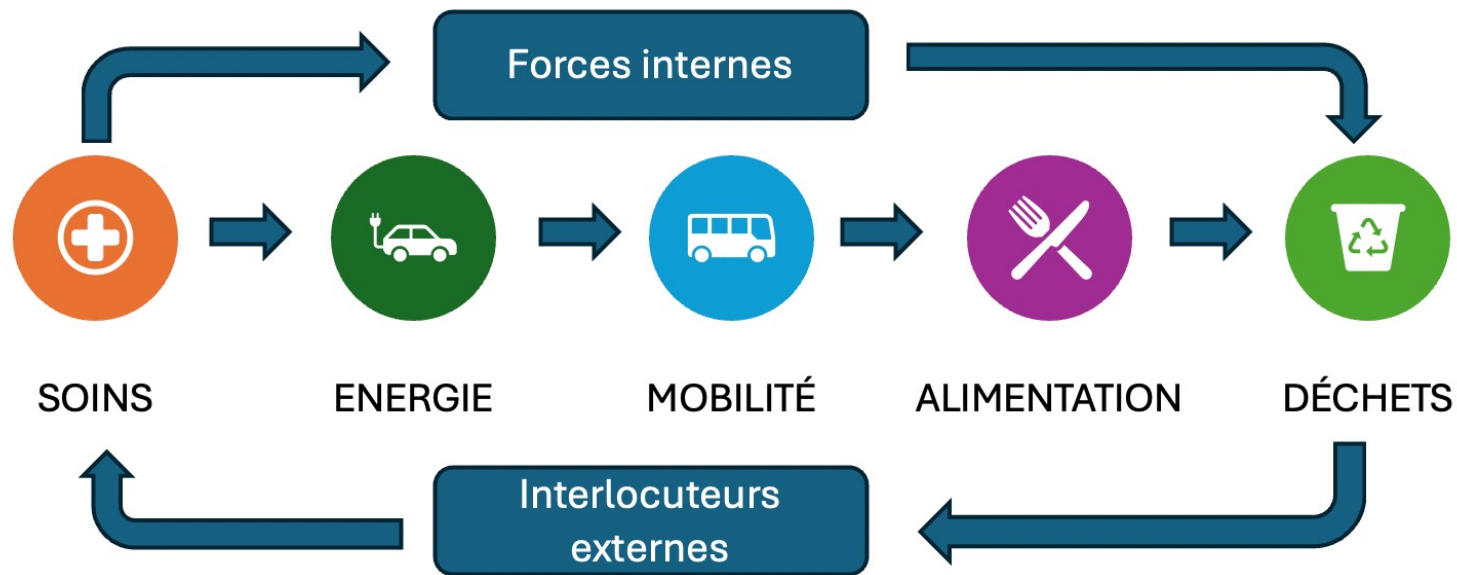 Forces internes
SOINS
ENERGIE
MOBILITÉ
ALIMENTATION
DÉCHETS
Interlocuteurs
externes